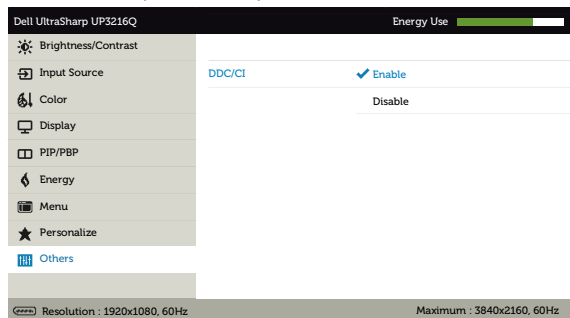 Dell UltraSharp UP3216Q Energy Use
Brightness/Contrast
Input Source DDC/CI Enable
Color Disable
Display
PIP/PBP
Energy
Menu
Personalize
Others
Resolution : 1920x1080, 60Hz Maximum : 3840x2160, 60Hz